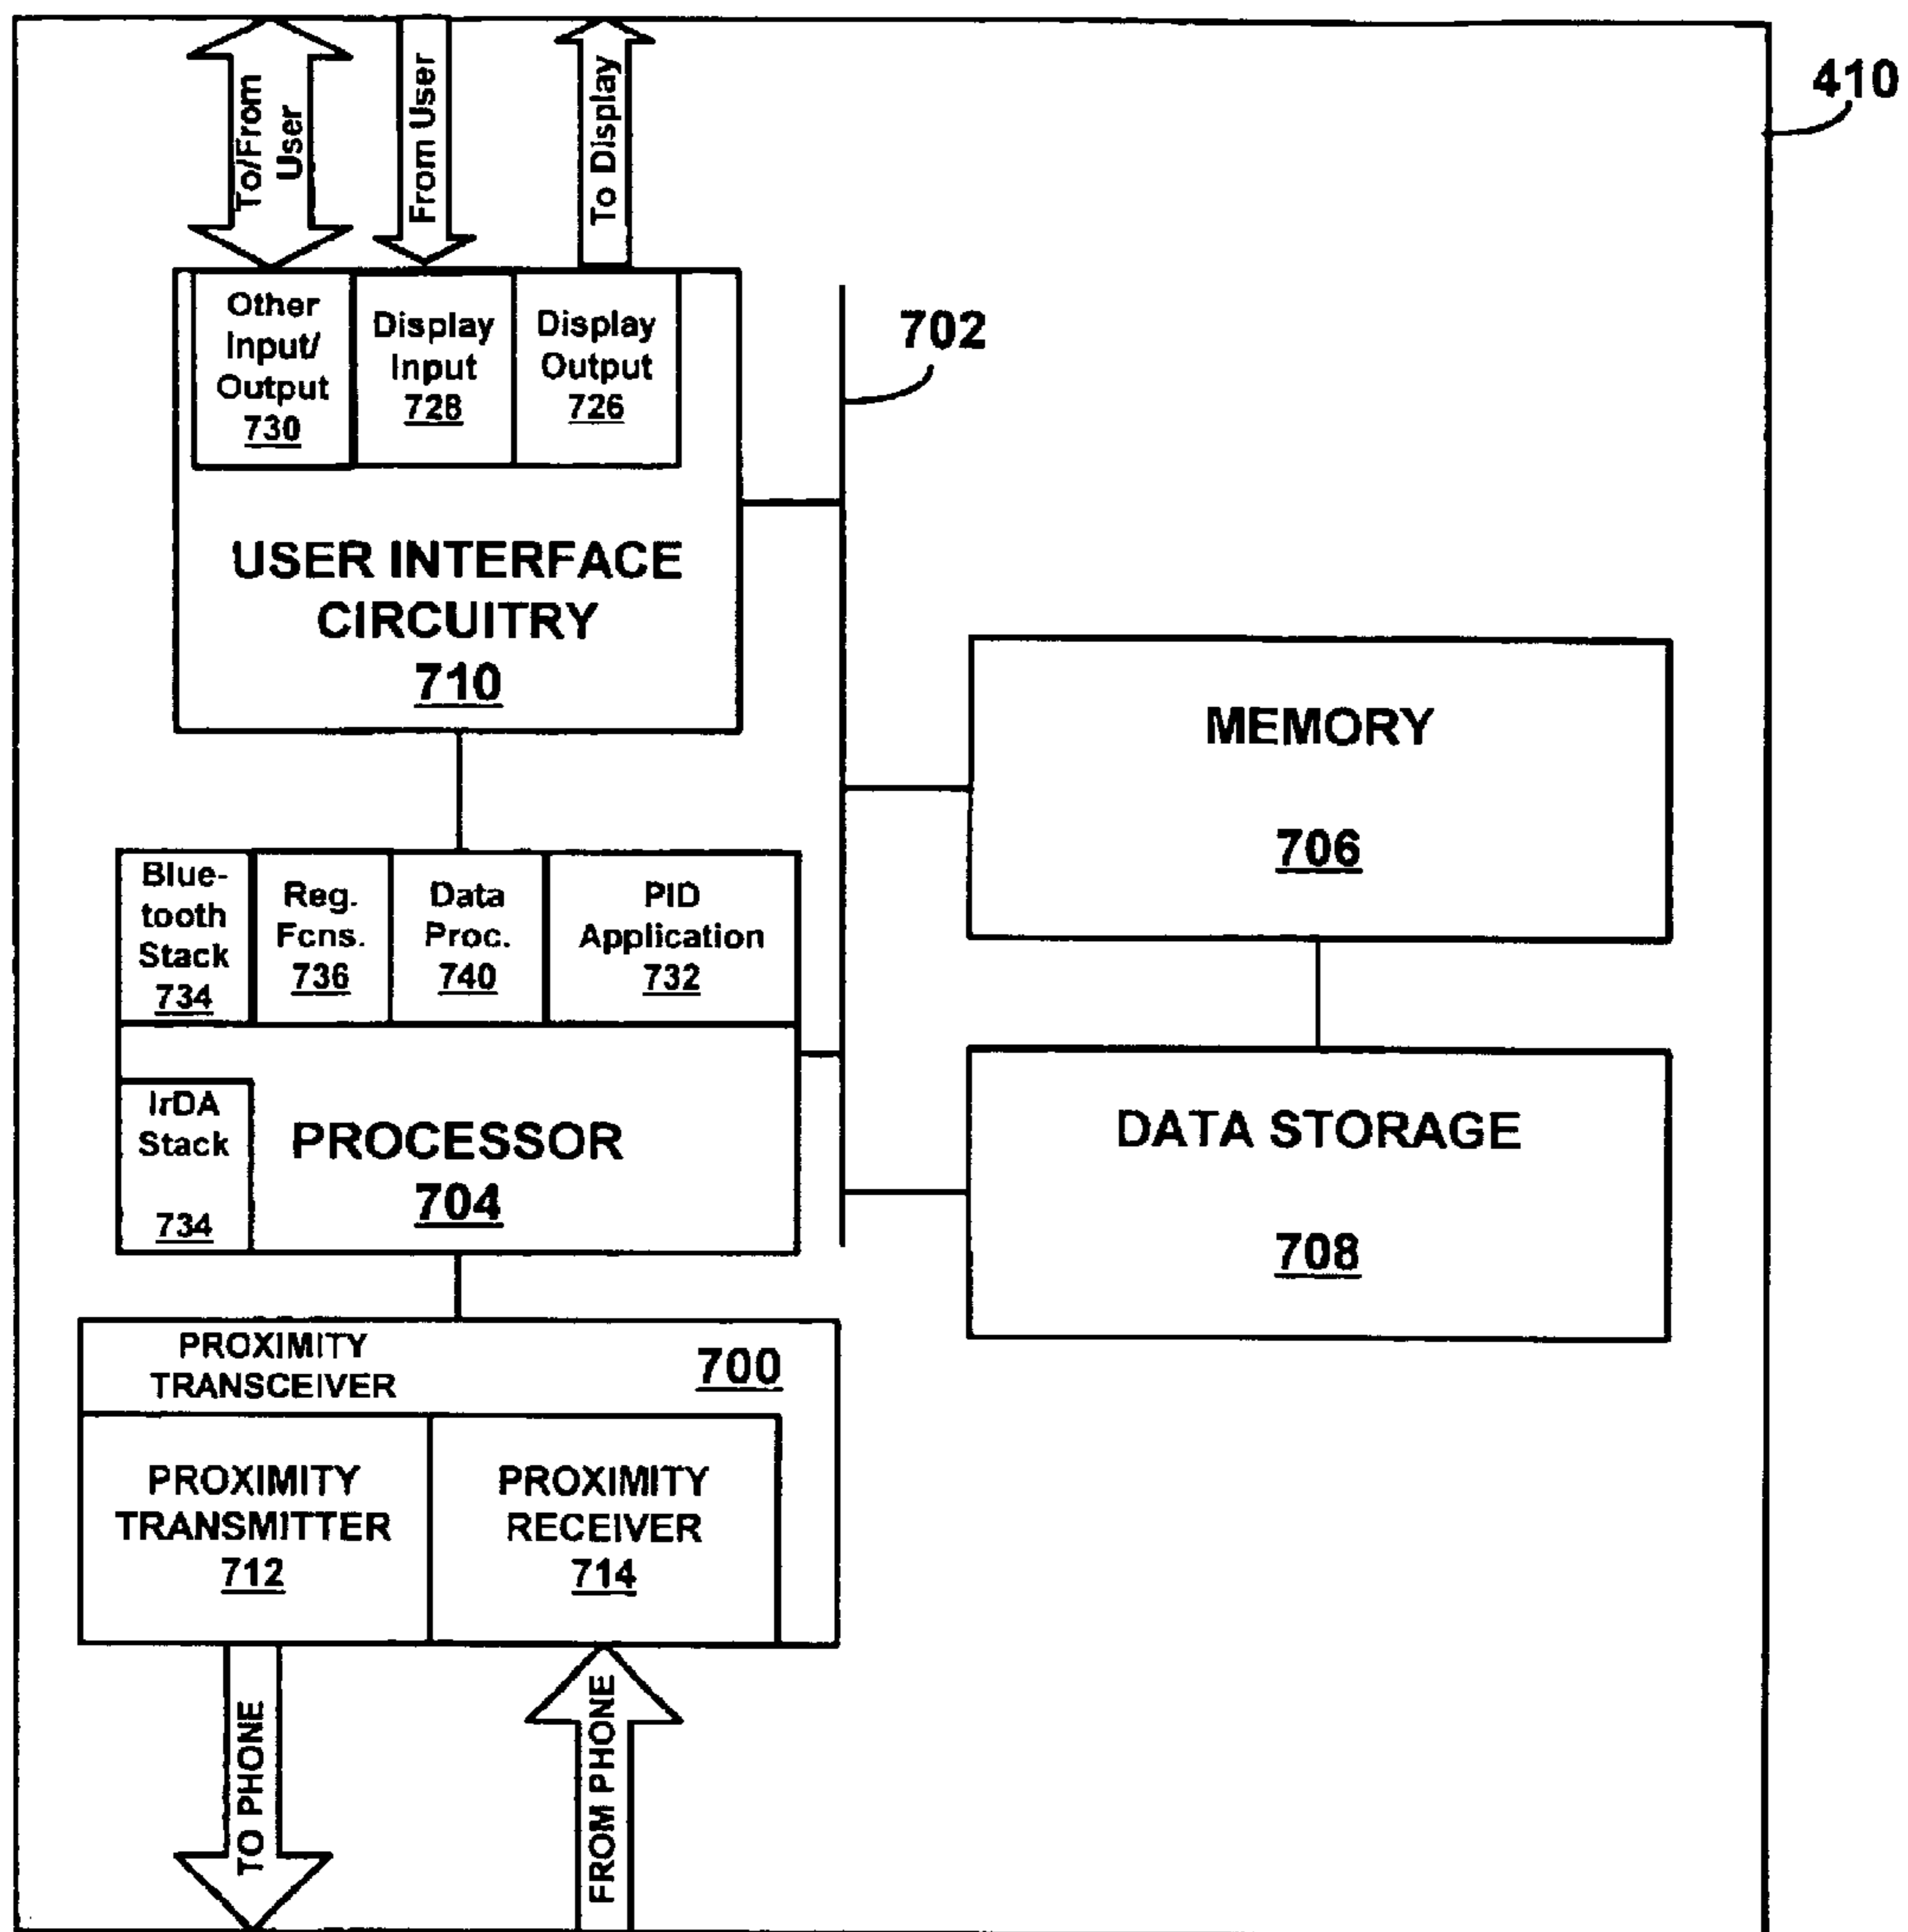 410
To/From
User
From User
To Display
Other
Input/
Output
730
Display
Input
728
Display
Output
726
702
USER INTERFACE
CIRCUITRY
710
MEMORY
706
Blue-
tooth
Stack
734
Reg.
Fcns.
736
Data
Proc.
740
PID
Application
732
IrDA
Stack
734
PROCESSOR
704
DATA STORAGE
708
PROXIMITY
TRANSCEIVER
700
PROXIMITY
TRANSMITTER
712
PROXIMITY
RECEIVER
714
TO PHONE
FROM PHONE